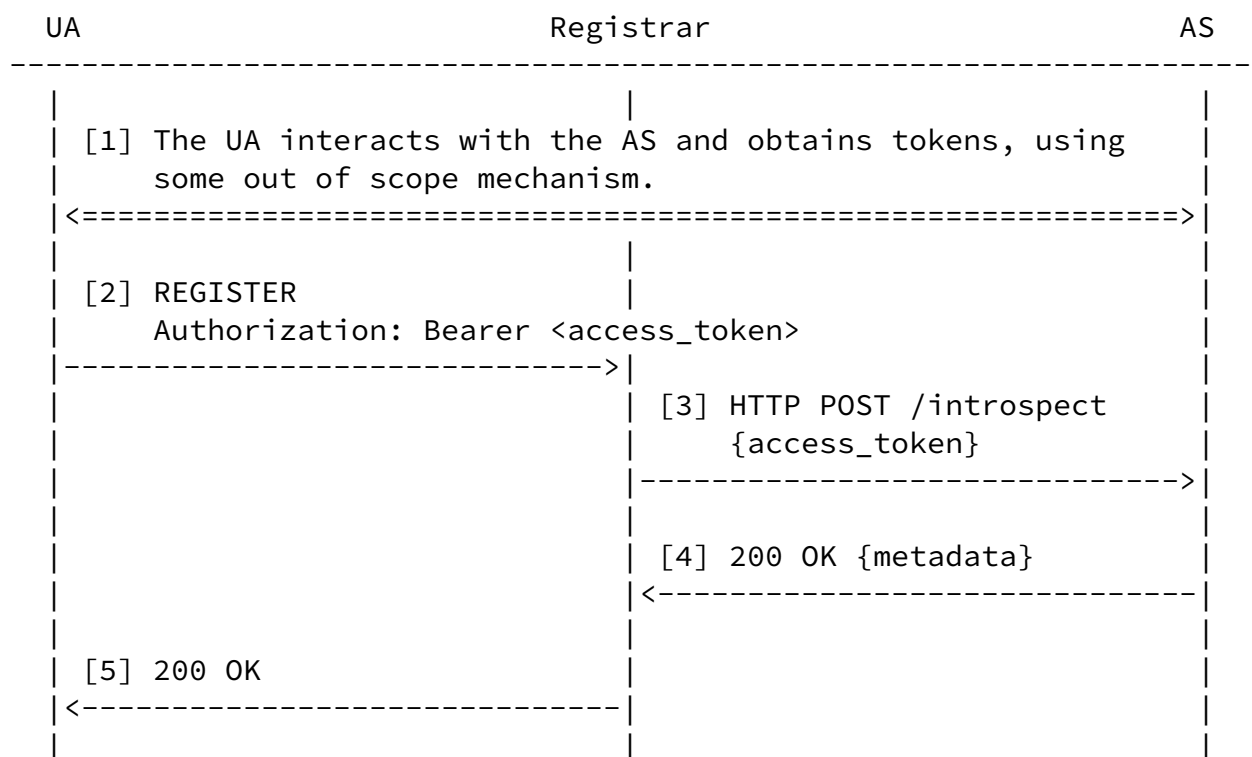 UA Registrar AS
[1] The UA interacts with the AS and obtains tokens, using
some out of scope mechanism.
[2] REGISTER
Authorization: Bearer <access_token>
[3] HTTP POST /introspect
{access_token}
[4] 200 OK {metadata}
[5] 200 OK